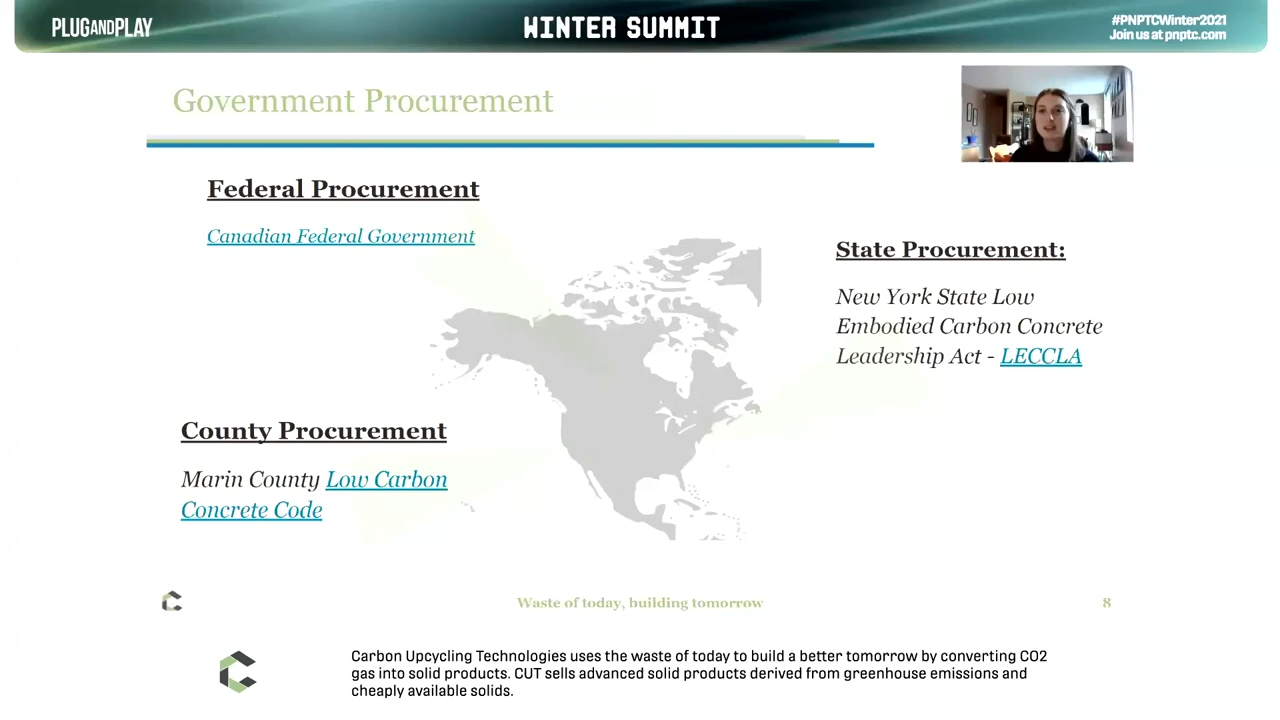 PLUGANDPLAY
WINTER SUMMIT
#PNPTCWinter2021
Join us at pnptc.com
Government Procurement
Federal Procurement
Canadian Federal Government
State Procurement:
New York State Low
Embodied Carbon Concrete
Leadership Act - LECCLA
County Procurement
Marin County Low Carbon
Concrete Code
Waste of today, building tomorrow
8
Carbon Upcycling Technologies uses the waste of today to build a better tomorrow by converting CO2
gas into solid products. CUT sells advanced solid products derived from greenhouse emissions and
cheaply available solids.